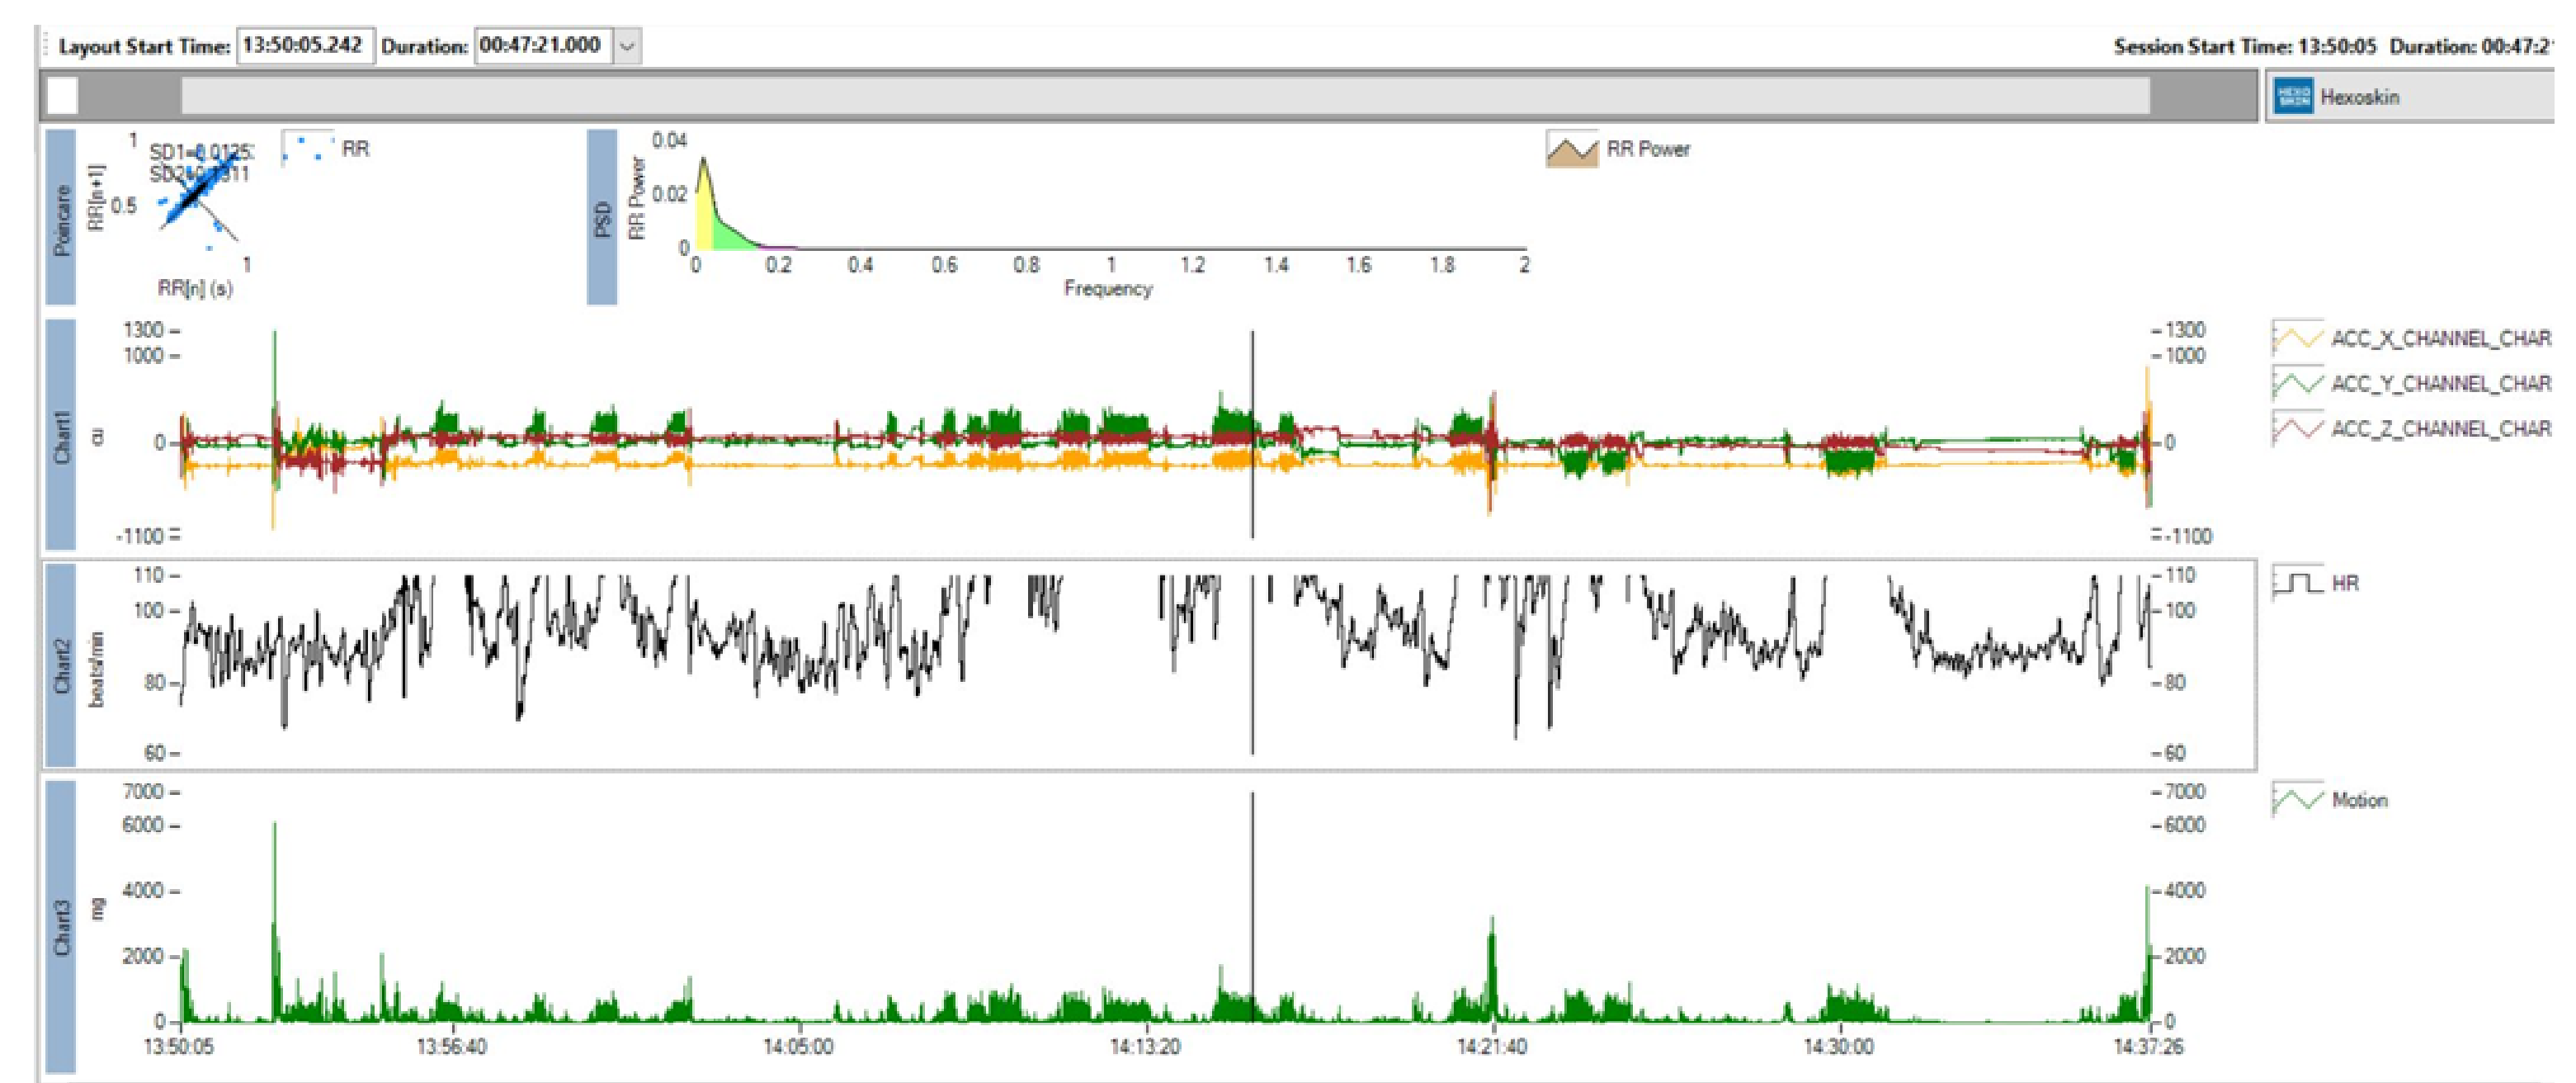 Layout Start Time: 13:50:05.242 Duration: 00:47:21.000
Session Start Time: 13:50:05 Duration: 00:47:2
HEXO SKIN Hexoskin
Poincare
RR[n+1]
1
0.5
SD1=
SD2=
1
RR[n] (s)
RR
PSD
RR Power
0.04
0.02
0
0 0.2 0.4 0.6 0.8 1 1.2 1.4 1.6 1.8 2
Frequency
RR Power
Chart1
cu
1300
1000
0
-1100
1300
1000
0
-1100
ACC_X_CHANNEL_CHAR
ACC_Y_CHANNEL_CHAR
ACC_Z_CHANNEL_CHAR
Chart2
beats/min
110
100
80
60
110
100
80
60
HR
Chart3
mg
7000
6000
4000
2000
0
7000
6000
4000
2000
0
Motion
13:50:05 13:56:40 14:05:00 14:13:20 14:21:40 14:30:00 14:37:26